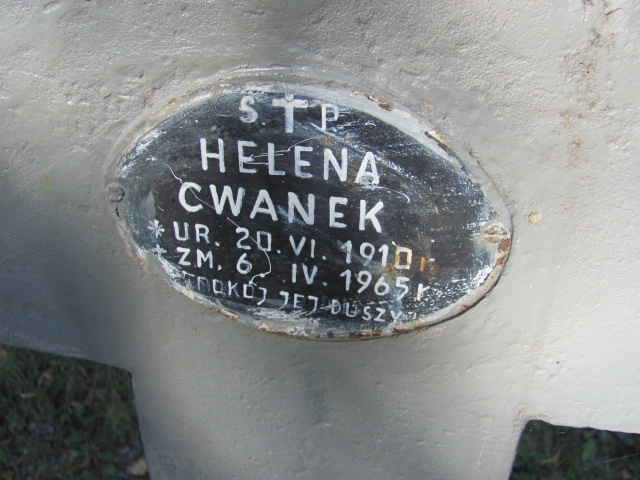 S✝P
HELENA
CWANEK
* UR. 20. VI. 1910 r
ZM. 6 IV. 1965 r
POKÓJ JEJ DUSZY